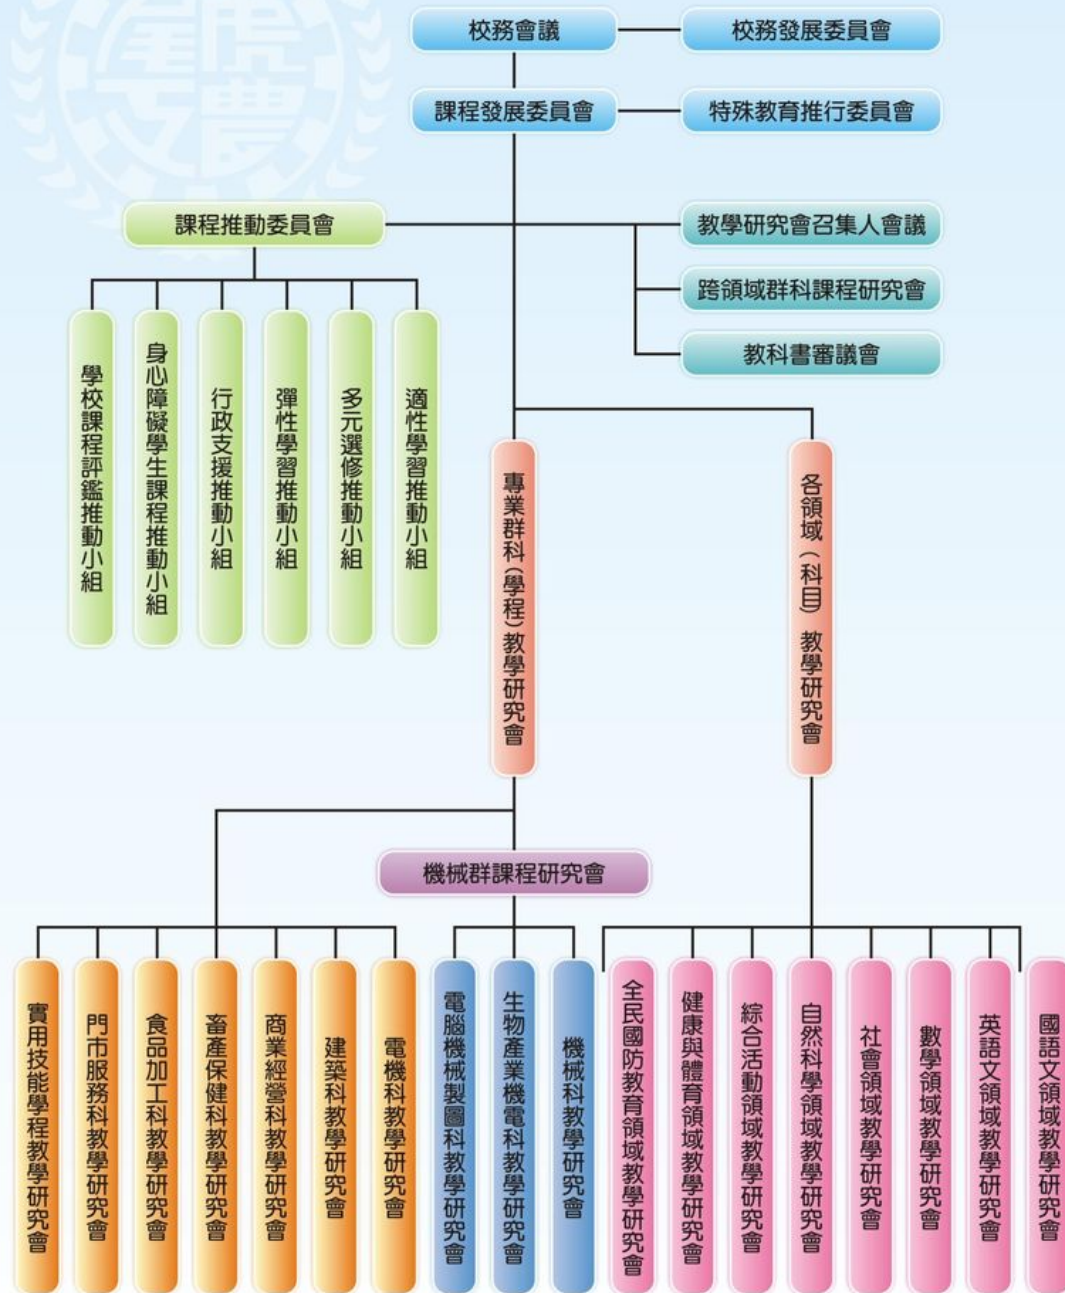 校務會議
校務發展委員會
課程發展委員會
特殊教育推行委員會
課程推動委員會
教學研究會召集人會議
跨領域群科課程研究會
教科書審議會
學校課程評鑑推動小組
身心障礙學生課程推動小組
行政支援推動小組
彈性學習推動小組
多元選修推動小組
適性學習推動小組
專業群科(學程)教學研究會
各領域(科目)教學研究會
機械群課程研究會
實用技能學程教學研究會
門市服務科教學研究會
食品加工科教學研究會
畜產保健科教學研究會
商業經營科教學研究會
建築科教學研究會
電機科教學研究會
電腦機械製圖科教學研究會
生物產業機電科教學研究會
機械科教學研究會
全民國防教育領域教學研究會
健康與體育領域教學研究會
綜合活動領域教學研究會
自然科學領域教學研究會
社會領域教學研究會
數學領域教學研究會
英語文領域教學研究會
國語文領域教學研究會